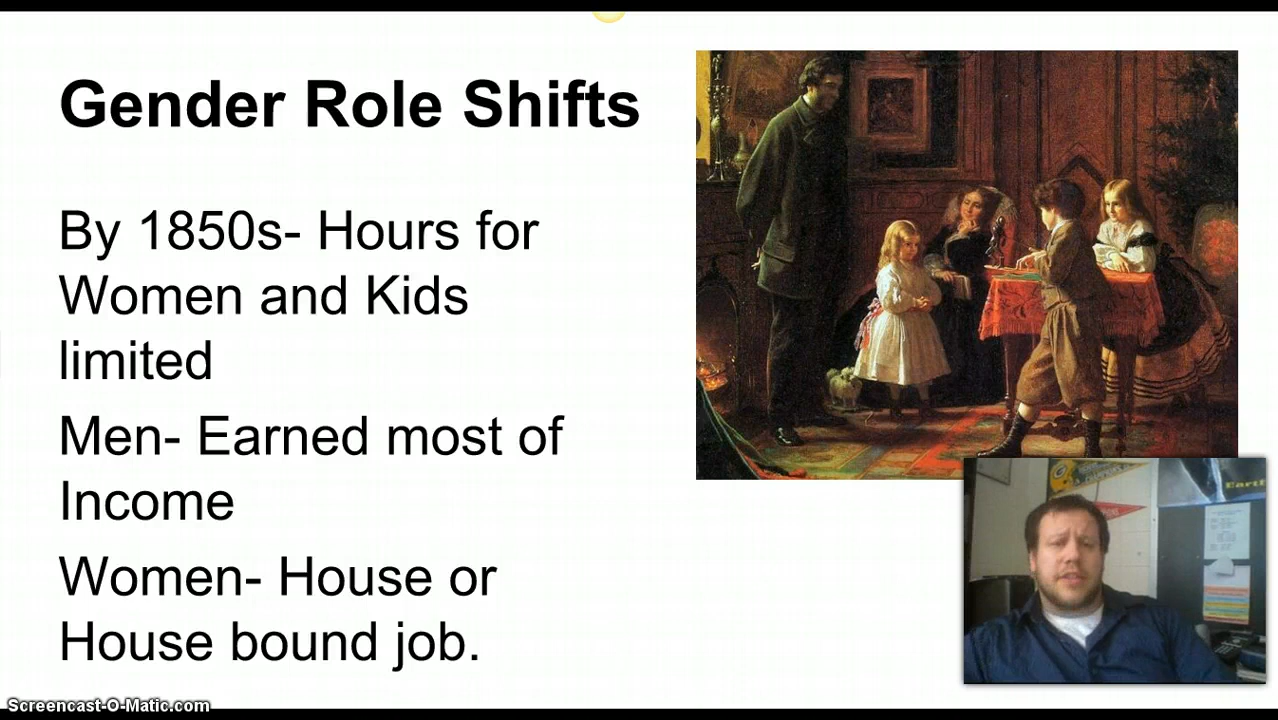 Gender Role Shifts
By 1850s- Hours for
Women and Kids
limited
Men- Earned most of
Income
Women- House or
House bound job.
Eart
Screencast-O-Matic.com